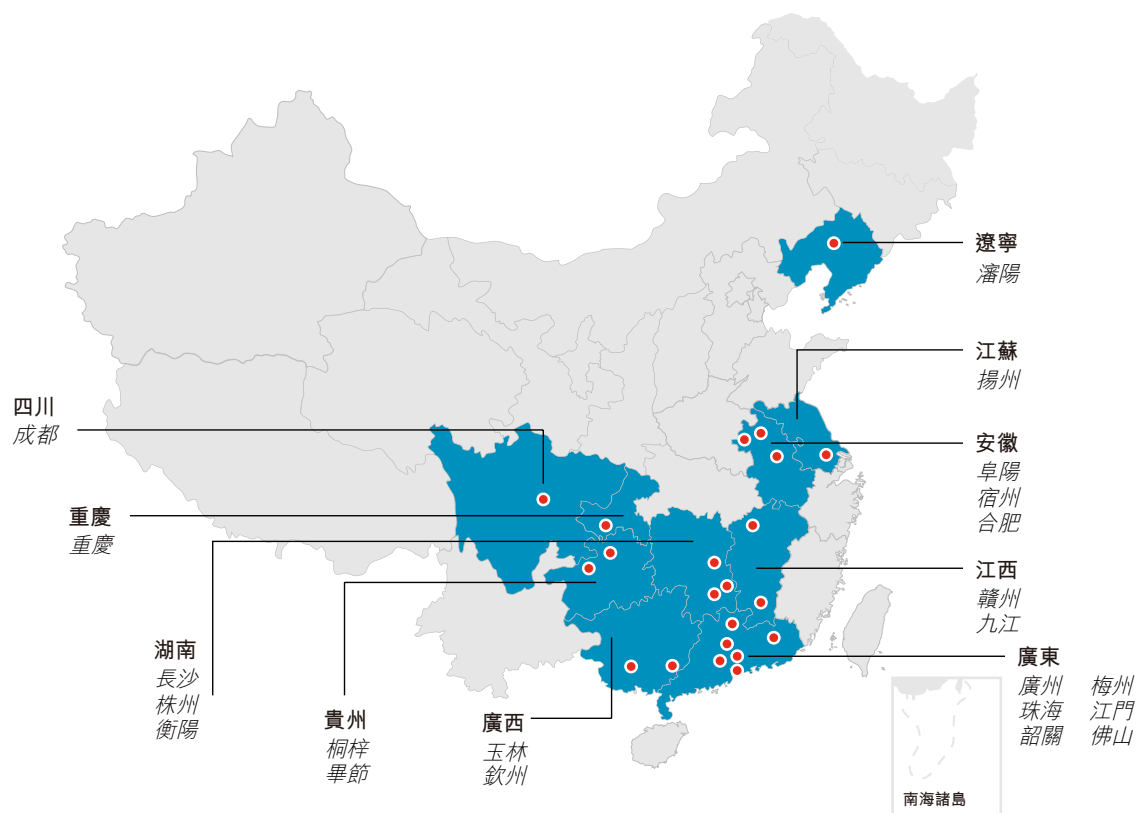 遼寧
瀋陽
江蘇
揚州
安徽
阜陽
宿州
合肥
江西
贛州
九江
廣東
廣州 梅州
珠海 江門
韶關 佛山
南海諸島
四川
成都
重慶
重慶
湖南
長沙
株州
衡陽
貴州
桐梓
畢節
廣西
玉林
欽州